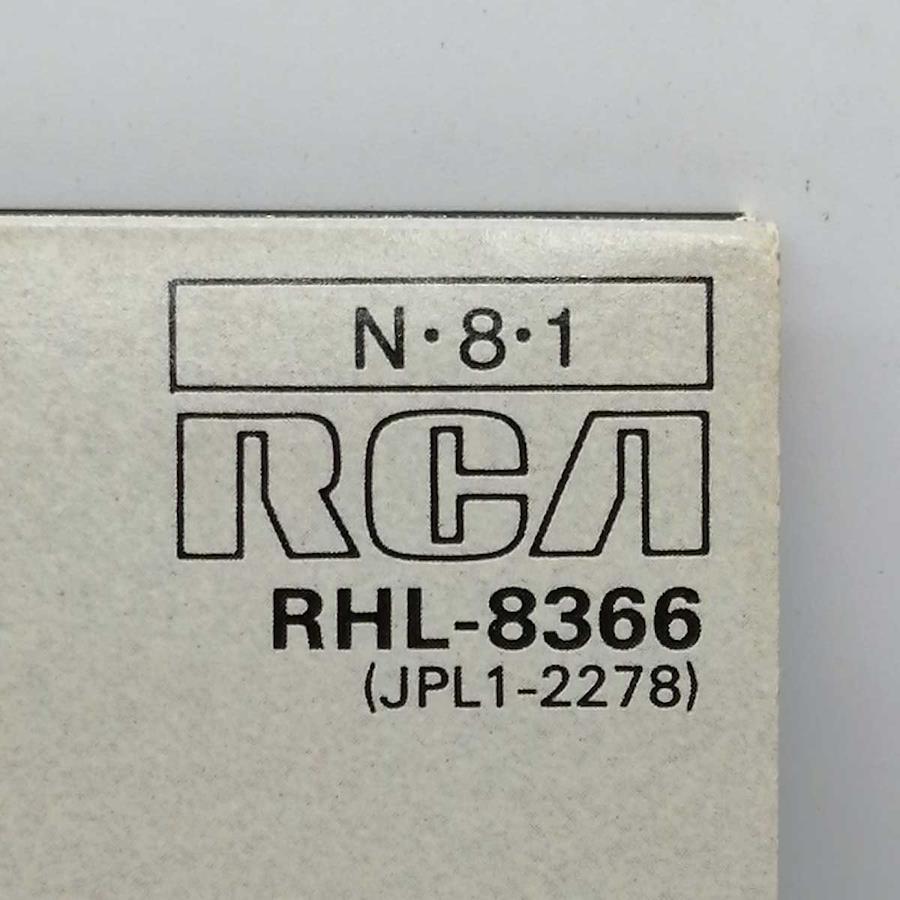 N·8·1
RCA
RHL-8366
(JPL1-2278)